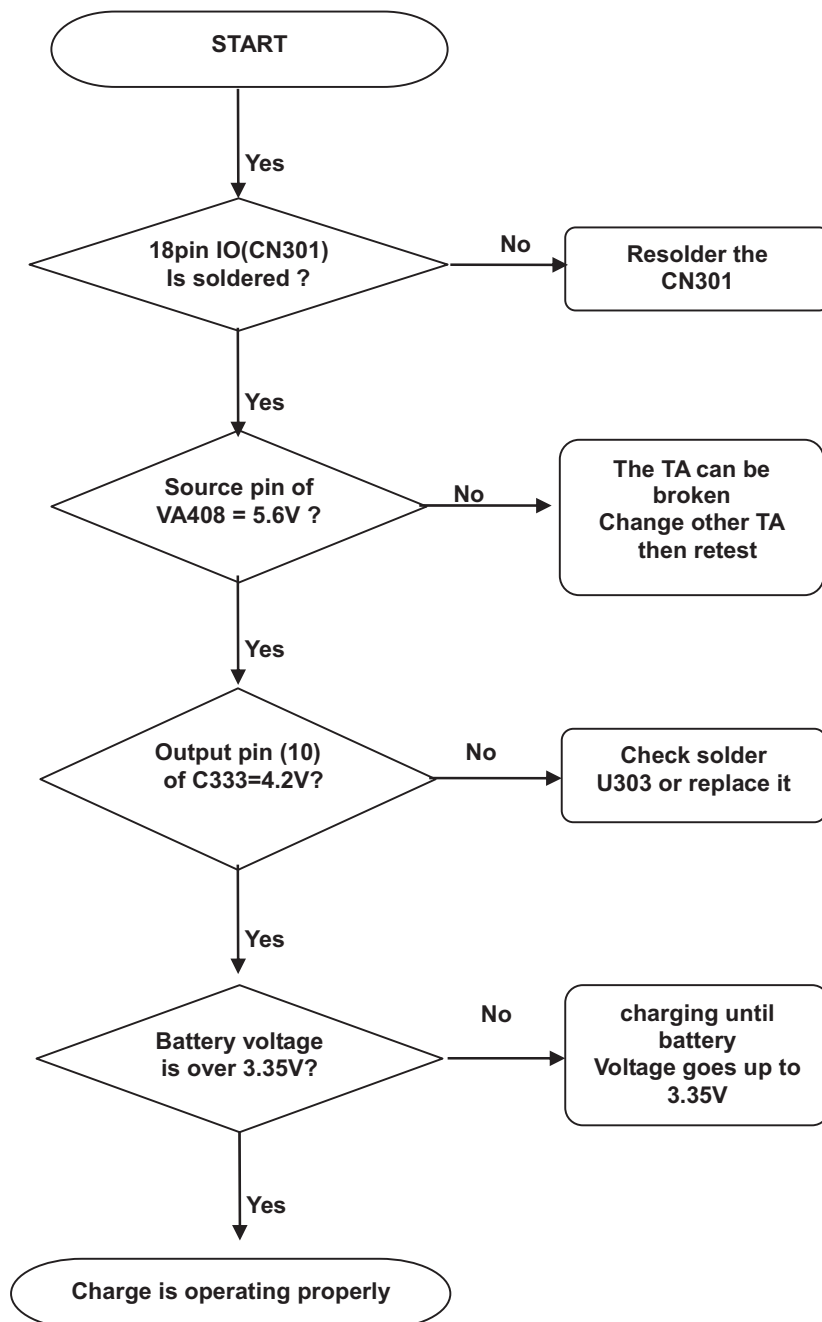 START
Yes
18pin IO(CN301)
Is soldered ?
No
Resolder the
CN301
Yes
Source pin of
VA408 = 5.6V ?
No
The TA can be
broken
Change other TA
then retest
Yes
Output pin (10)
of C333=4.2V?
No
Check solder
U303 or replace it
Yes
Battery voltage
is over 3.35V?
No
charging until
battery
Voltage goes up to
3.35V
Yes
Charge is operating properly